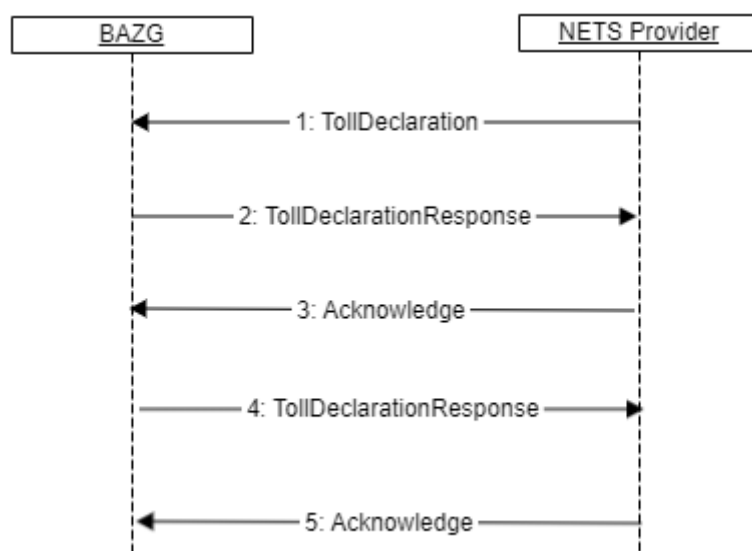 BAZG
NETS Provider
1: TollDeclaration
2: TollDeclarationResponse
3: Acknowledge
4: TollDeclarationResponse
5: Acknowledge